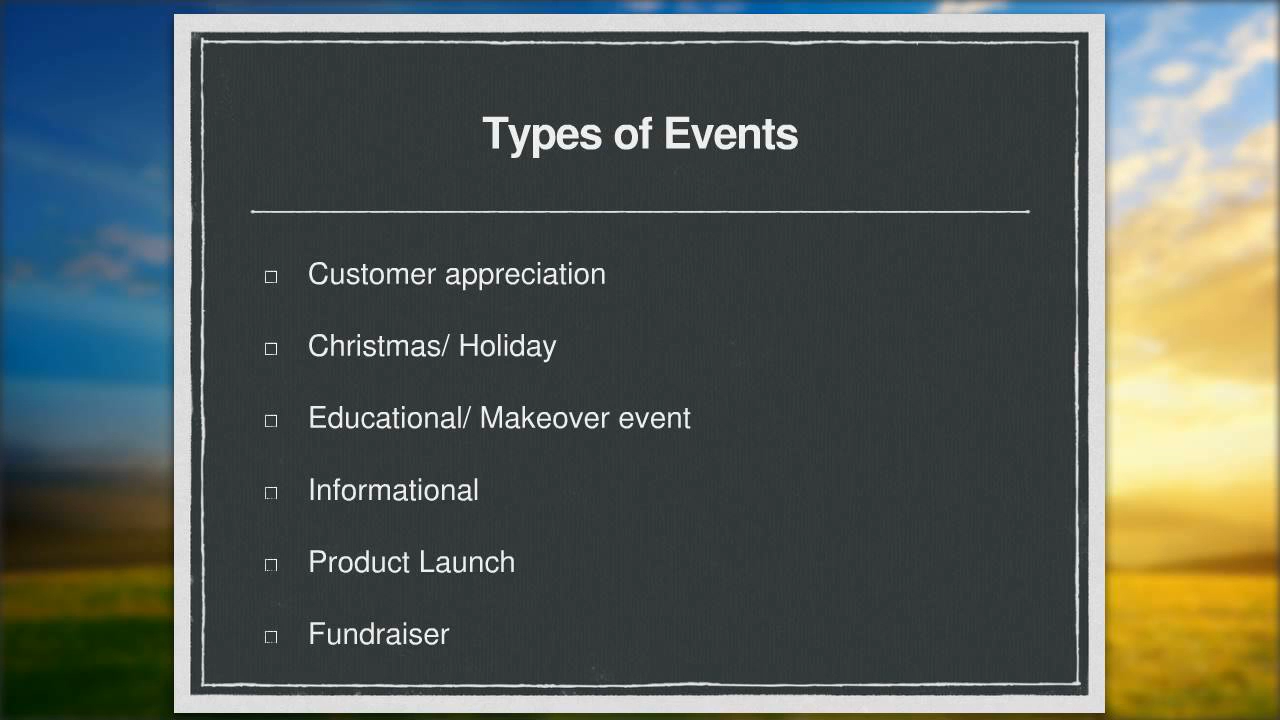 Types of Events
Customer appreciation
Christmas/ Holiday
Educational/ Makeover event
Informational
Product Launch
Fundraiser